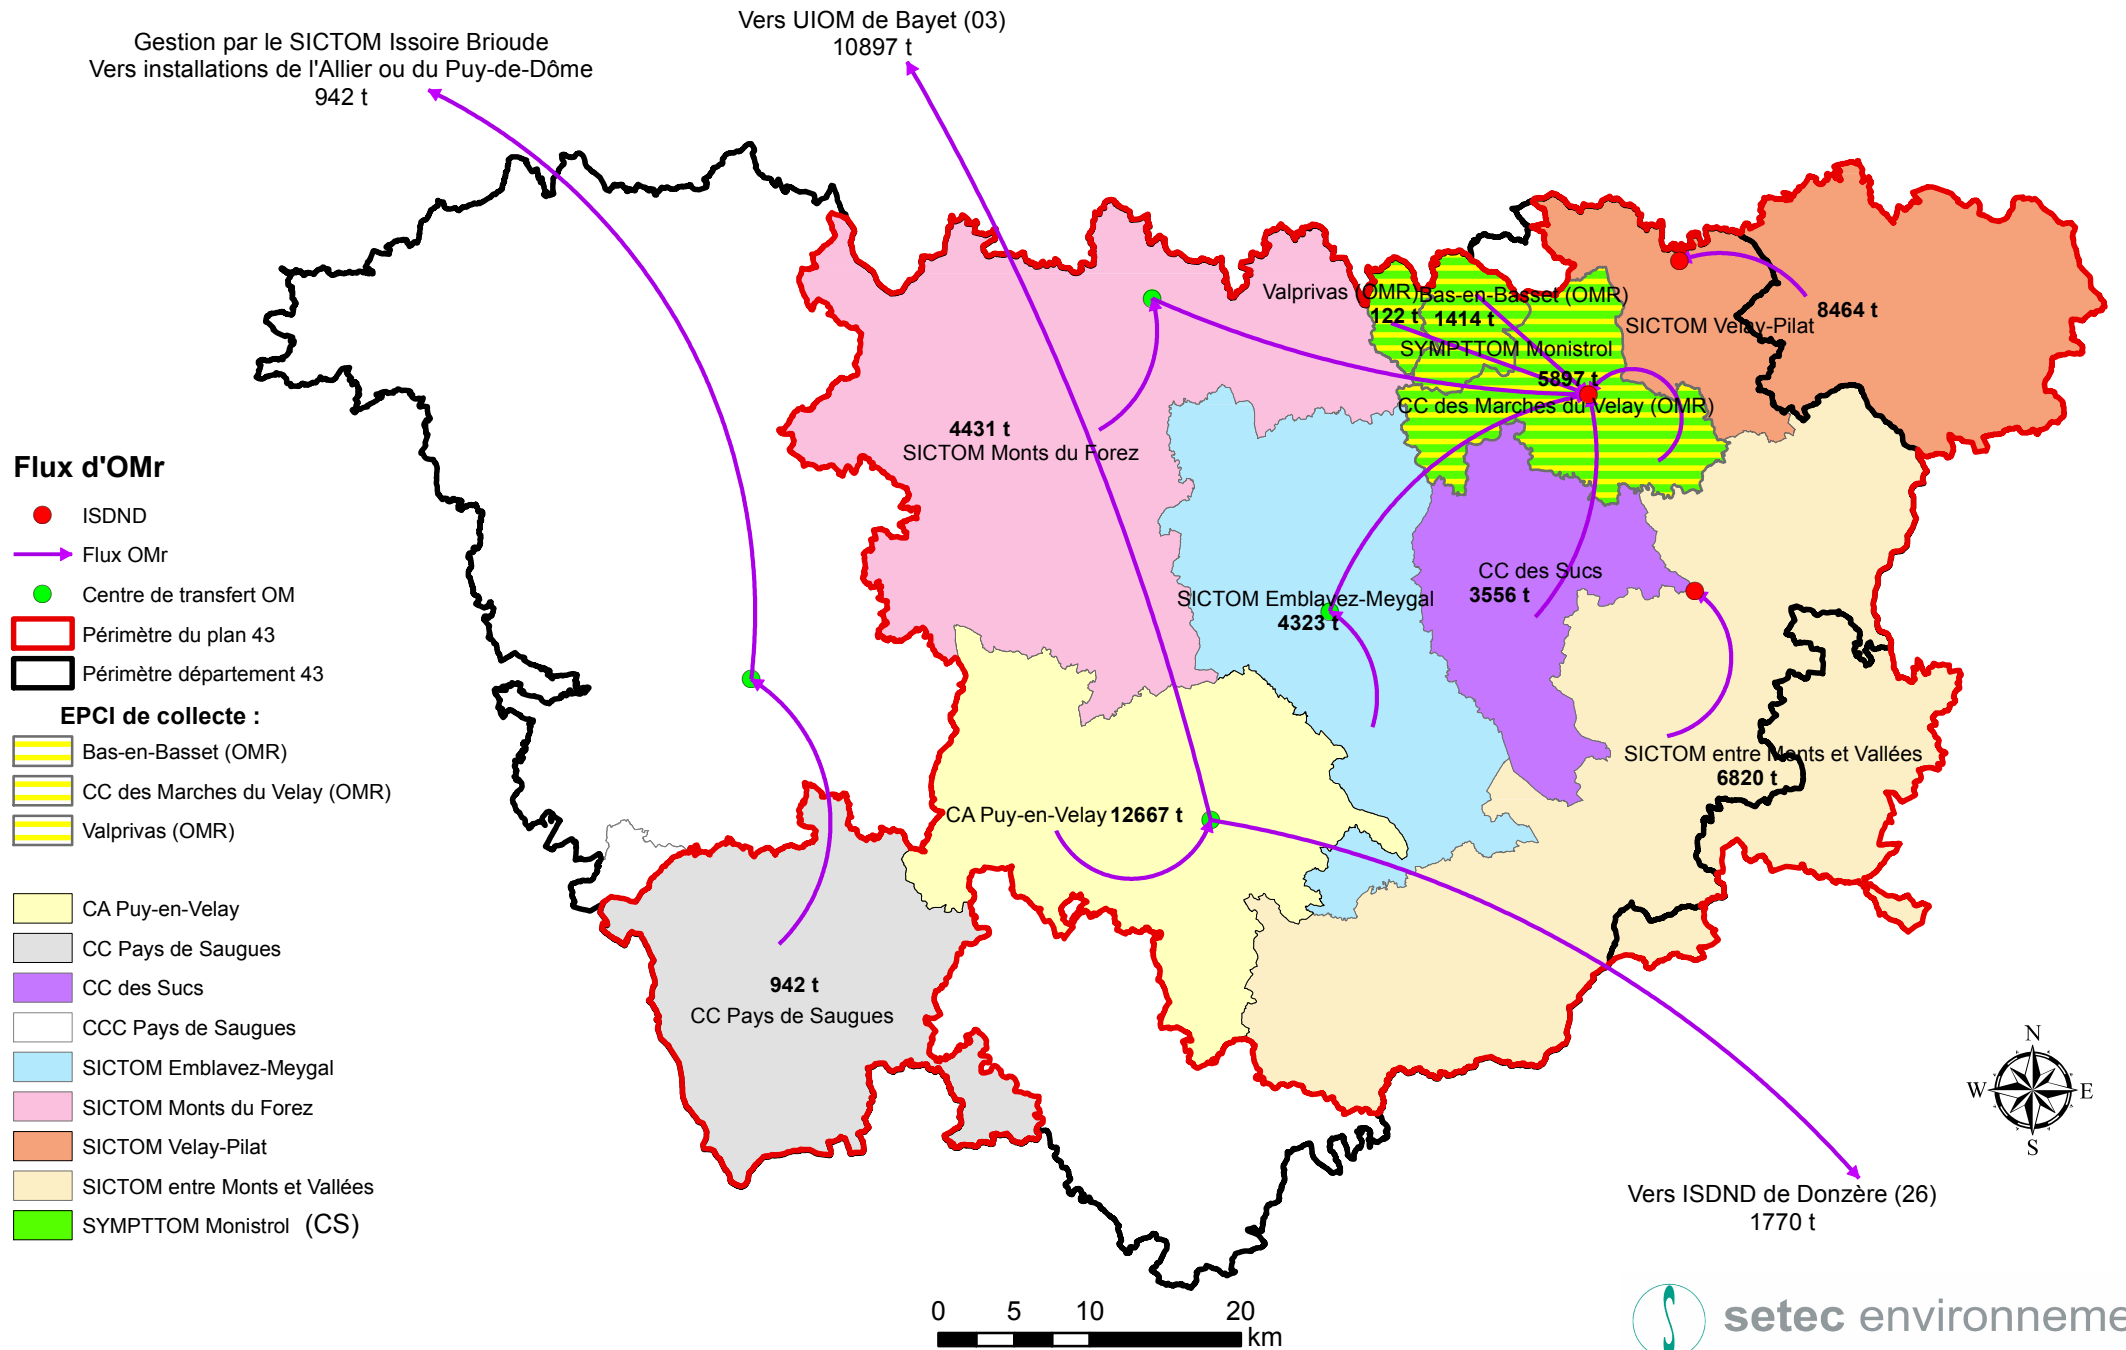 Vers UIOM de Bayet (03)
10897 t
Gestion par le SICTOM Issoire Brioude
Vers installations de l'Allier ou du Puy-de-Dôme
942 t
Valprivas (OMR)
122 t
Bas-en-Basset (OMR)
1414 t
SICTOM Velay-Pilat
8464 t
SYMPTTOM Monistrol
5897 t
CC des Marches du Velay (OMR)
4431 t
SICTOM Monts du Forez
CC des Sucs
3556 t
SICTOM Emblavez-Meygal
4323 t
SICTOM entre Monts et Vallées
6820 t
CA Puy-en-Velay 12667 t
942 t
CC Pays de Saugues
Vers ISDND de Donzère (26)
1770 t
Flux d'OMr
ISDND
Flux OMr
Centre de transfert OM
Périmètre du plan 43
Périmètre département 43
EPCI de collecte :
Bas-en-Basset (OMR)
CC des Marches du Velay (OMR)
Valprivas (OMR)
CA Puy-en-Velay
CC Pays de Saugues
CC des Sucs
CCC Pays de Saugues
SICTOM Emblavez-Meygal
SICTOM Monts du Forez
SICTOM Velay-Pilat
SICTOM entre Monts et Vallées
SYMPTTOM Monistrol (CS)
N
W E
S
0 5 10 20
km
setec environneme